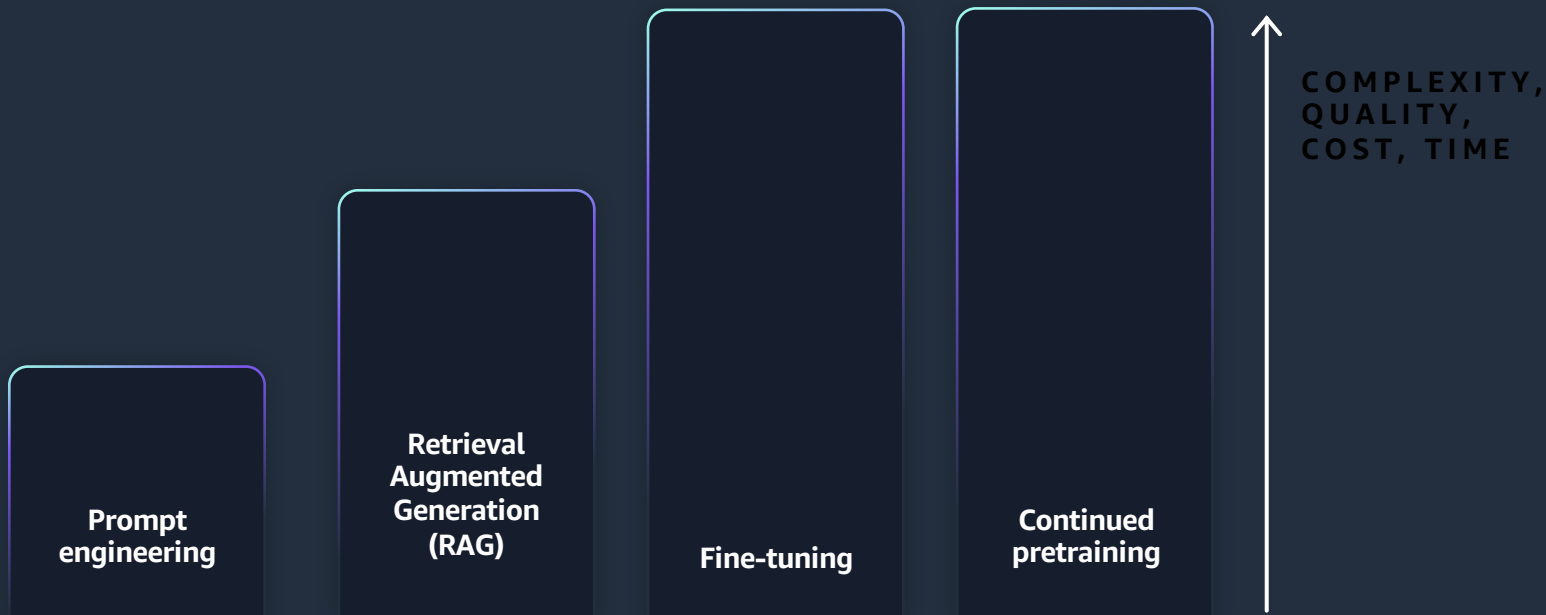 Prompt
engineering
Retrieval
Augmented
Generation
(RAG)
Fine-tuning
Continued
pretraining
COMPLEXITY,
QUALITY,
COST, TIME